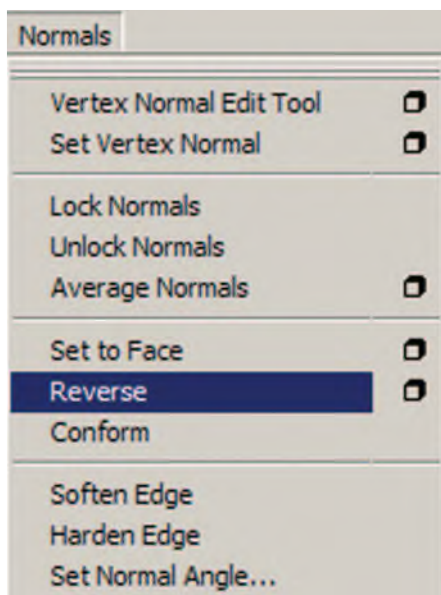 Normals
Vertex Normal Edit Tool
Set Vertex Normal
Lock Normals
Unlock Normals
Average Normals
Set to Face
Reverse
Conform
Soften Edge
Harden Edge
Set Normal Angle...